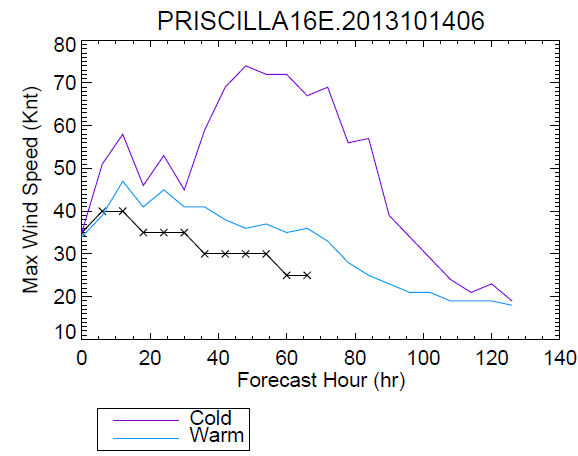 PRISCILLA16E.2013101406
80
70
60
50
40
30
20
10
Max Wind Speed (Knt)
0 20 40 60 80 100 120 140
Forecast Hour (hr)
Cold
Warm